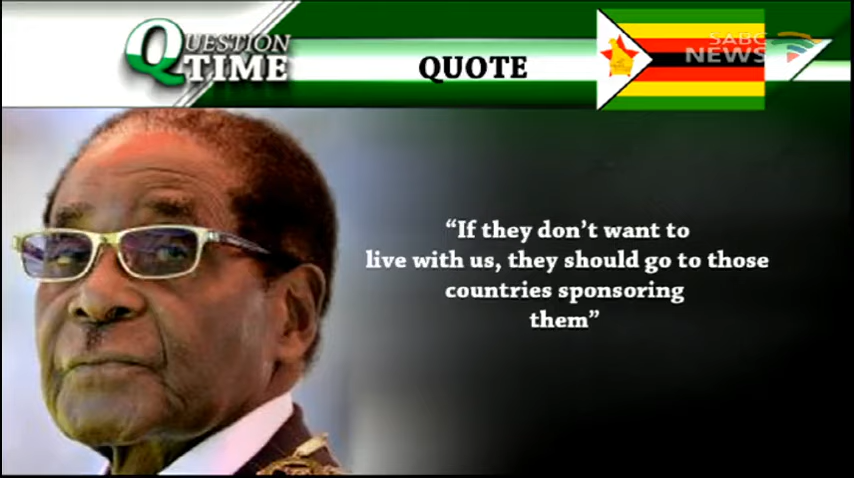 QUESTION
TIME
QUOTE
SABC
NEWS
“If they don’t want to
live with us, they should go to those
countries sponsoring
them”